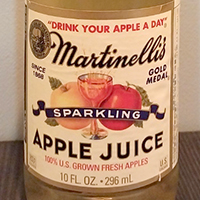 "DRINK YOUR APPLE A DAY"
Martinelli's
SINCE 1868
GOLD MEDAL
SPARKLING
APPLE JUICE
100% U.S. GROWN FRESH APPLES
10 FL. OZ. • 296 mL